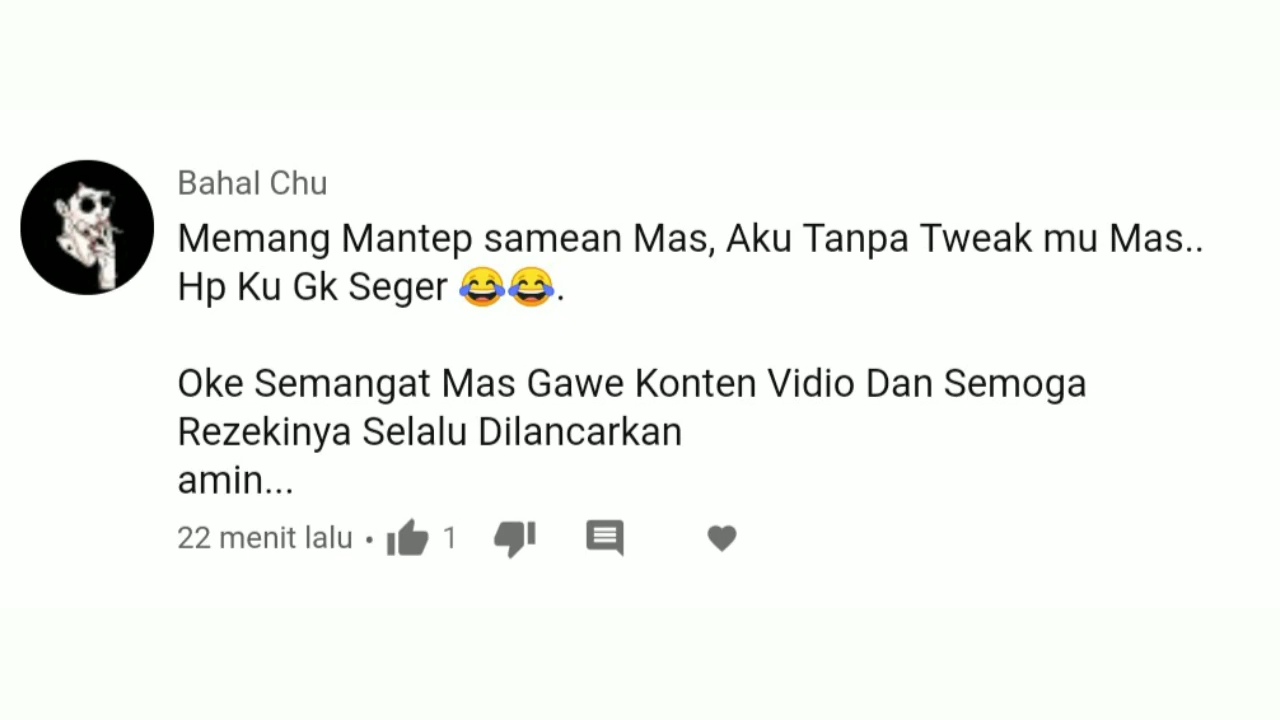 Bahal Chu
Memang Mantep samean Mas, Aku Tanpa Tweak mu Mas..
Hp Ku Gk Seger 😂😂.
Oke Semangat Mas Gawe Konten Vidio Dan Semoga
Rezekinya Selalu Dilancarkan
amin...
22 menit lalu • 1